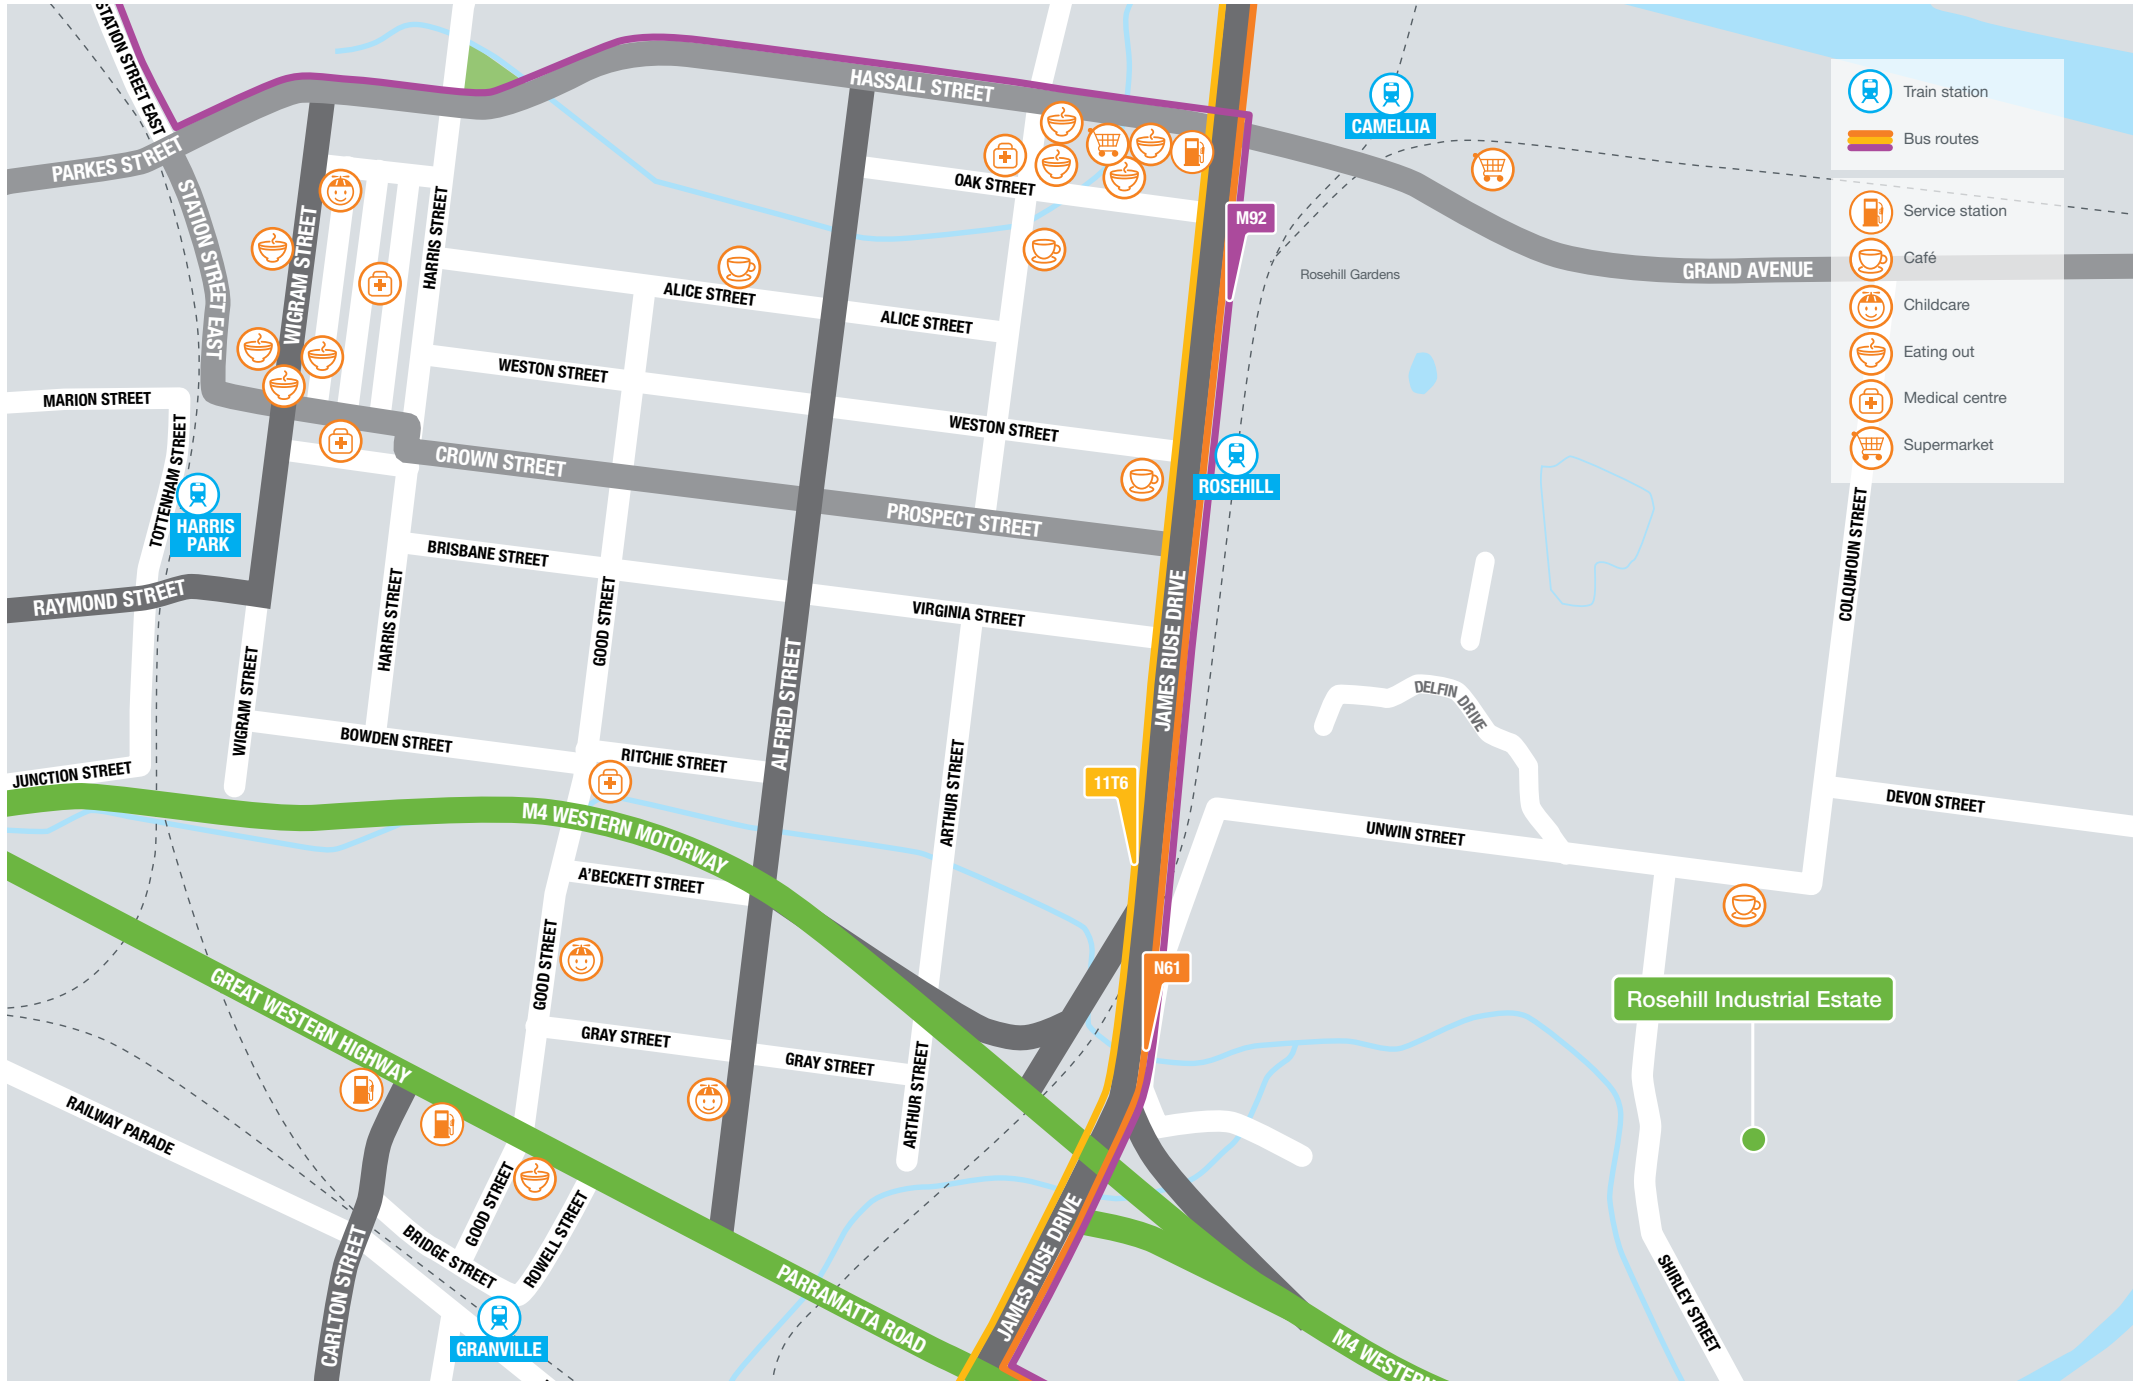 STATION STREET EAST
PARKES STREET
STATION STREET EAST
HASSALL STREET
CAMELLIA
Train station
Bus routes
WIGRAM STREET
HARRIS STREET
OAK STREET
M92
Rosehill Gardens
GRAND AVENUE
Service station
Café
Childcare
Eating out
Medical centre
Supermarket
ALICE STREET
ALICE STREET
WESTON STREET
WESTON STREET
MARION STREET
TOTTENHAM STREET
HARRIS
PARK
CROWN STREET
PROSPECT STREET
ROSEHILL
RAYMOND STREET
BRISBANE STREET
VIRGINIA STREET
HARRIS STREET
GOOD STREET
ALFRED STREET
JAMES RUSE DRIVE
COLQUHOUN STREET
DELFIN DRIVE
WIGRAM STREET
BOWDEN STREET
RITCHIE STREET
JUNCTION STREET
ARTHUR STREET
11T6
M4 WESTERN MOTORWAY
UNWIN STREET
DEVON STREET
A'BECKETT STREET
GOOD STREET
N61
Rosehill Industrial Estate
GREAT WESTERN HIGHWAY
GRAY STREET
GRAY STREET
ARTHUR STREET
RAILWAY PARADE
GOOD STREET
BRIDGE STREET
ROWELL STREET
CARLTON STREET
GRANVILLE
PARRAMATTA ROAD
JAMES RUSE DRIVE
M4 WESTERN
SHIRLEY STREET